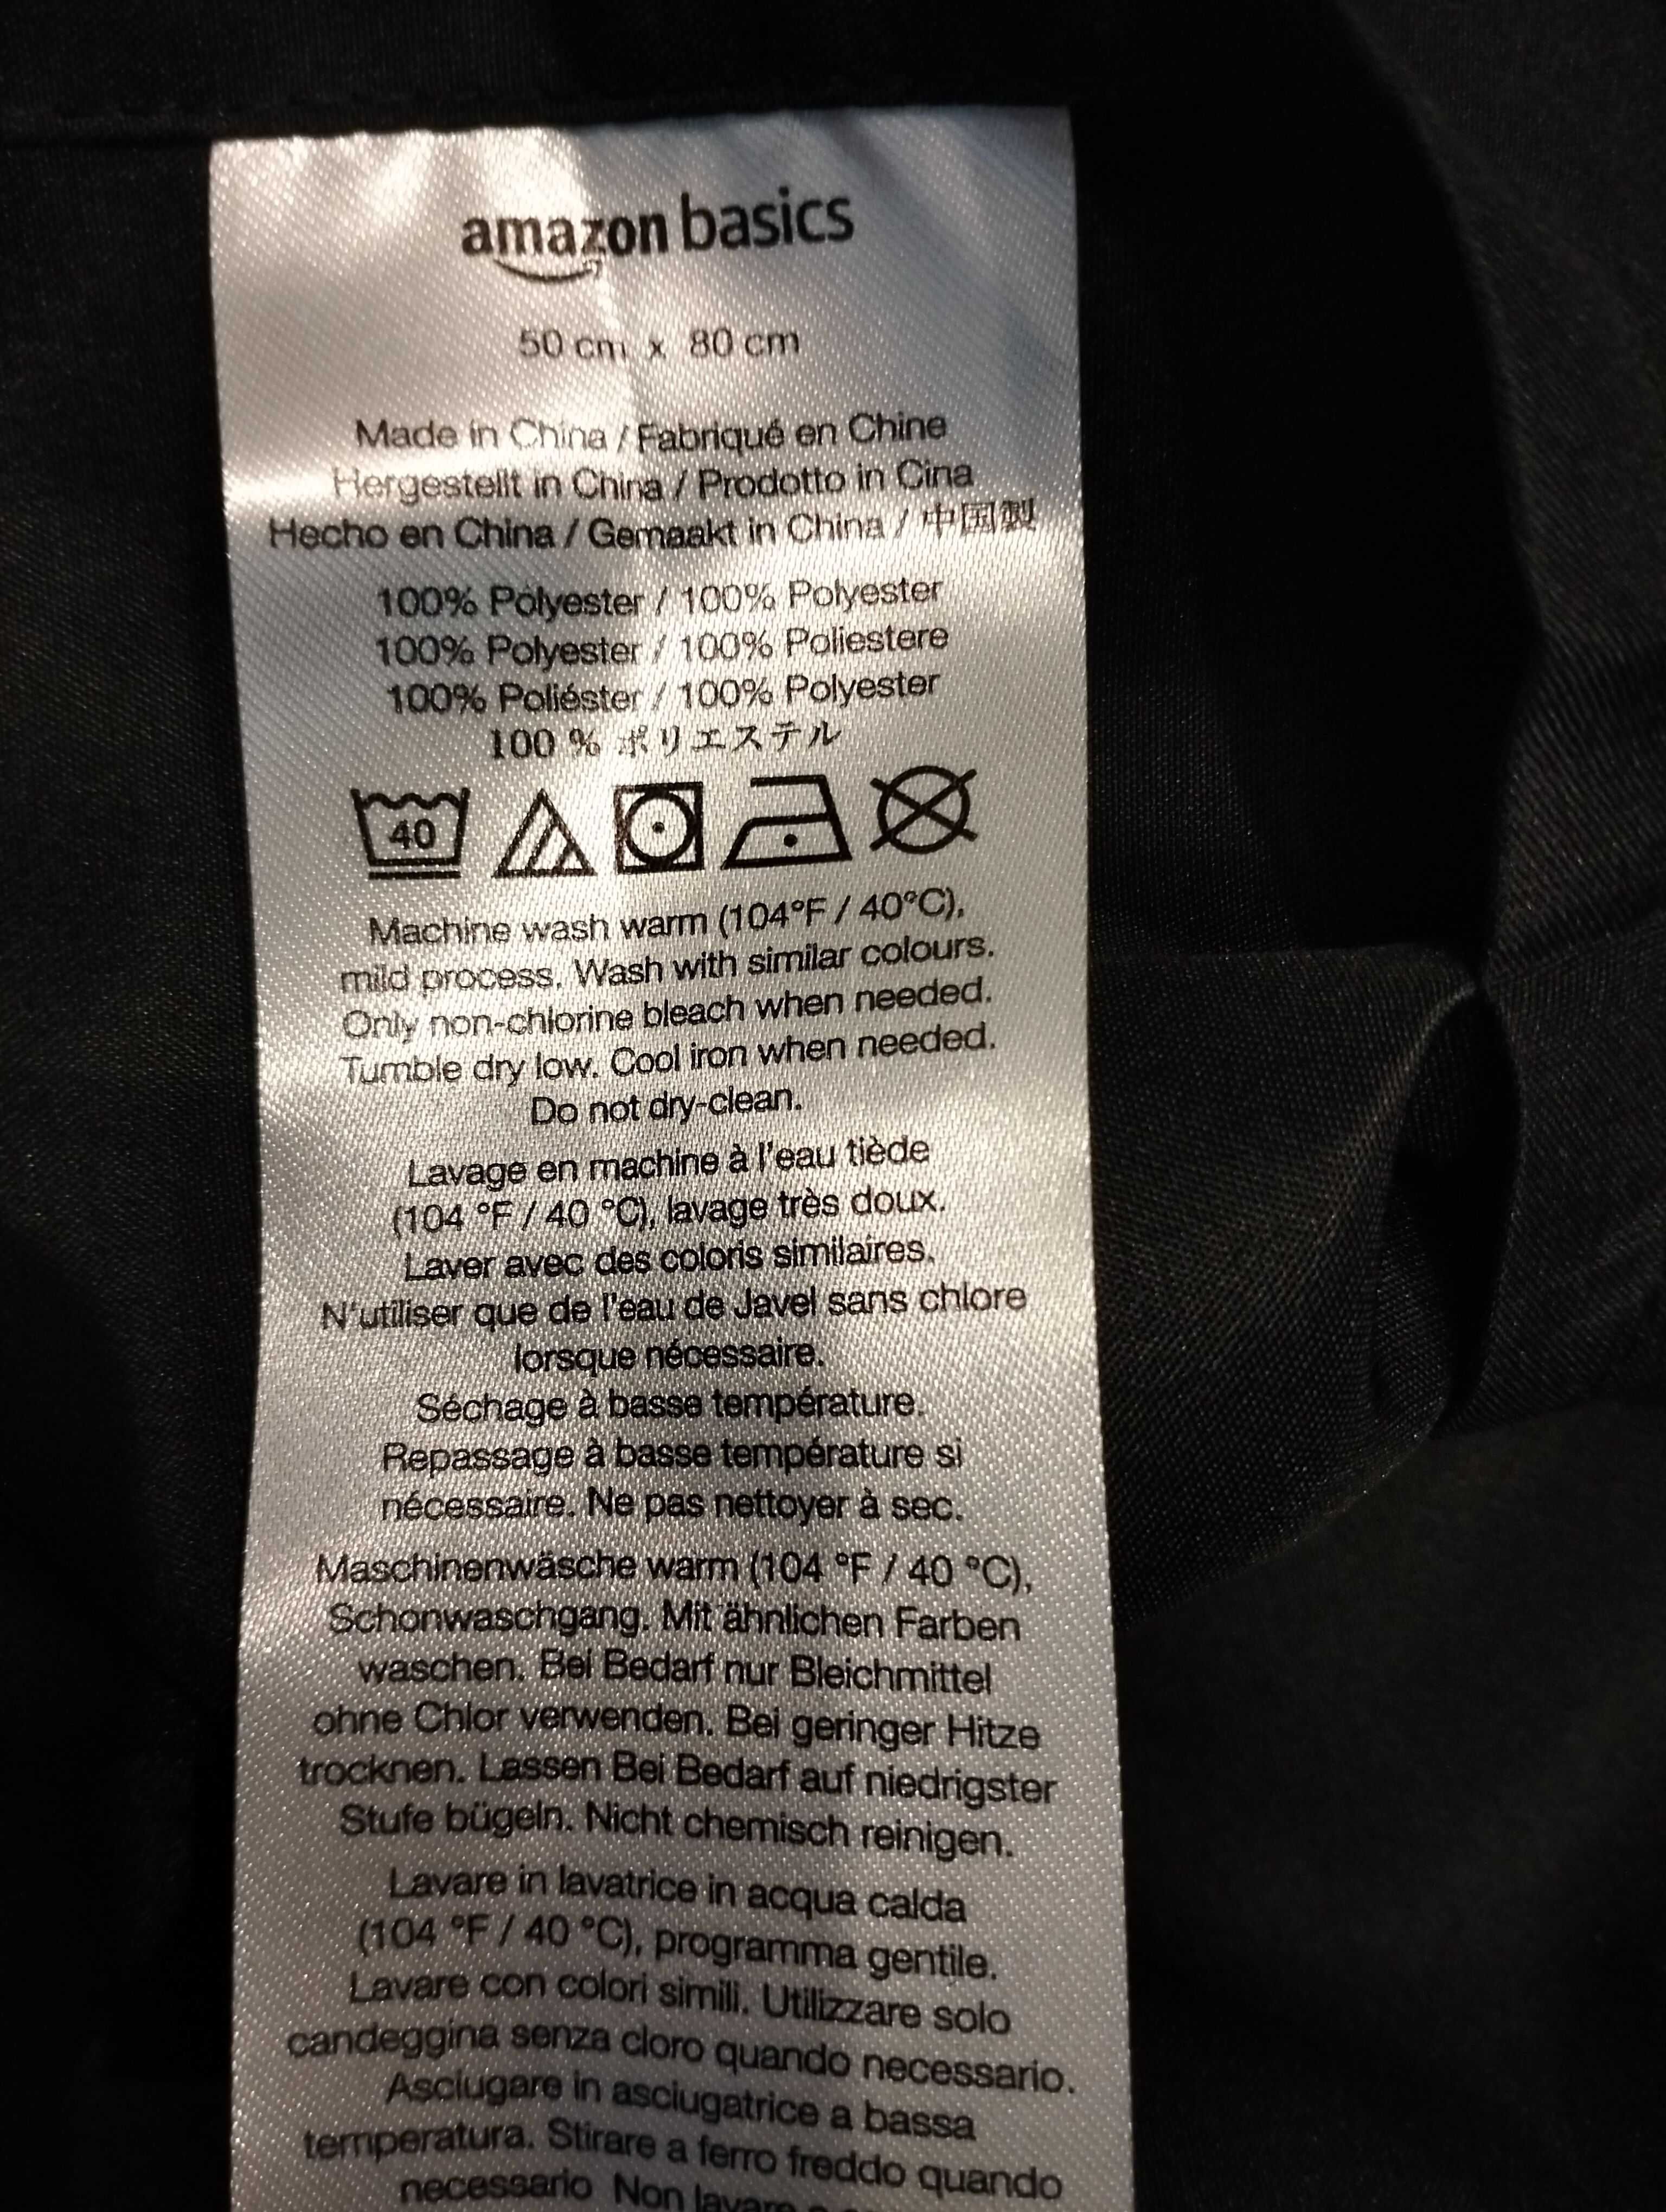 amazon basics
50 cm x 80 cm
Made in China / Fabriqué en Chine
Hergestellt in China / Prodotto in Cina
Hecho en China / Gemaakt in China / 中国製
100% Polyester / 100% Polyester
100% Polyester / 100% Poliestere
100% Poliéster / 100% Polyester
100 % ポリエステル
40
Machine wash warm (104°F / 40°C),
mild process. Wash with similar colours.
Only non-chlorine bleach when needed.
Tumble dry low. Cool iron when needed.
Do not dry-clean.
Lavage en machine à l'eau tiède
(104 °F / 40 °C), lavage très doux.
Laver avec des coloris similaires.
N'utiliser que de l'eau de Javel sans chlore
lorsque nécessaire.
Séchage à basse température.
Repassage à basse température si
nécessaire. Ne pas nettoyer à sec.
Maschinenwäsche warm (104 °F / 40 °C),
Schonwaschgang. Mit ähnlichen Farben
waschen. Bei Bedarf nur Bleichmittel
ohne Chlor verwenden. Bei geringer Hitze
trocknen. Lassen Bei Bedarf auf niedrigster
Stufe bügeln. Nicht chemisch reinigen.
Lavare in lavatrice in acqua calda
(104 °F / 40 °C), programma gentile.
Lavare con colori simili. Utilizzare solo
candeggina senza cloro quando necessario.
Asciugare in asciugatrice a bassa
temperatura. Stirare a ferro freddo quando
necessario Non lavare a